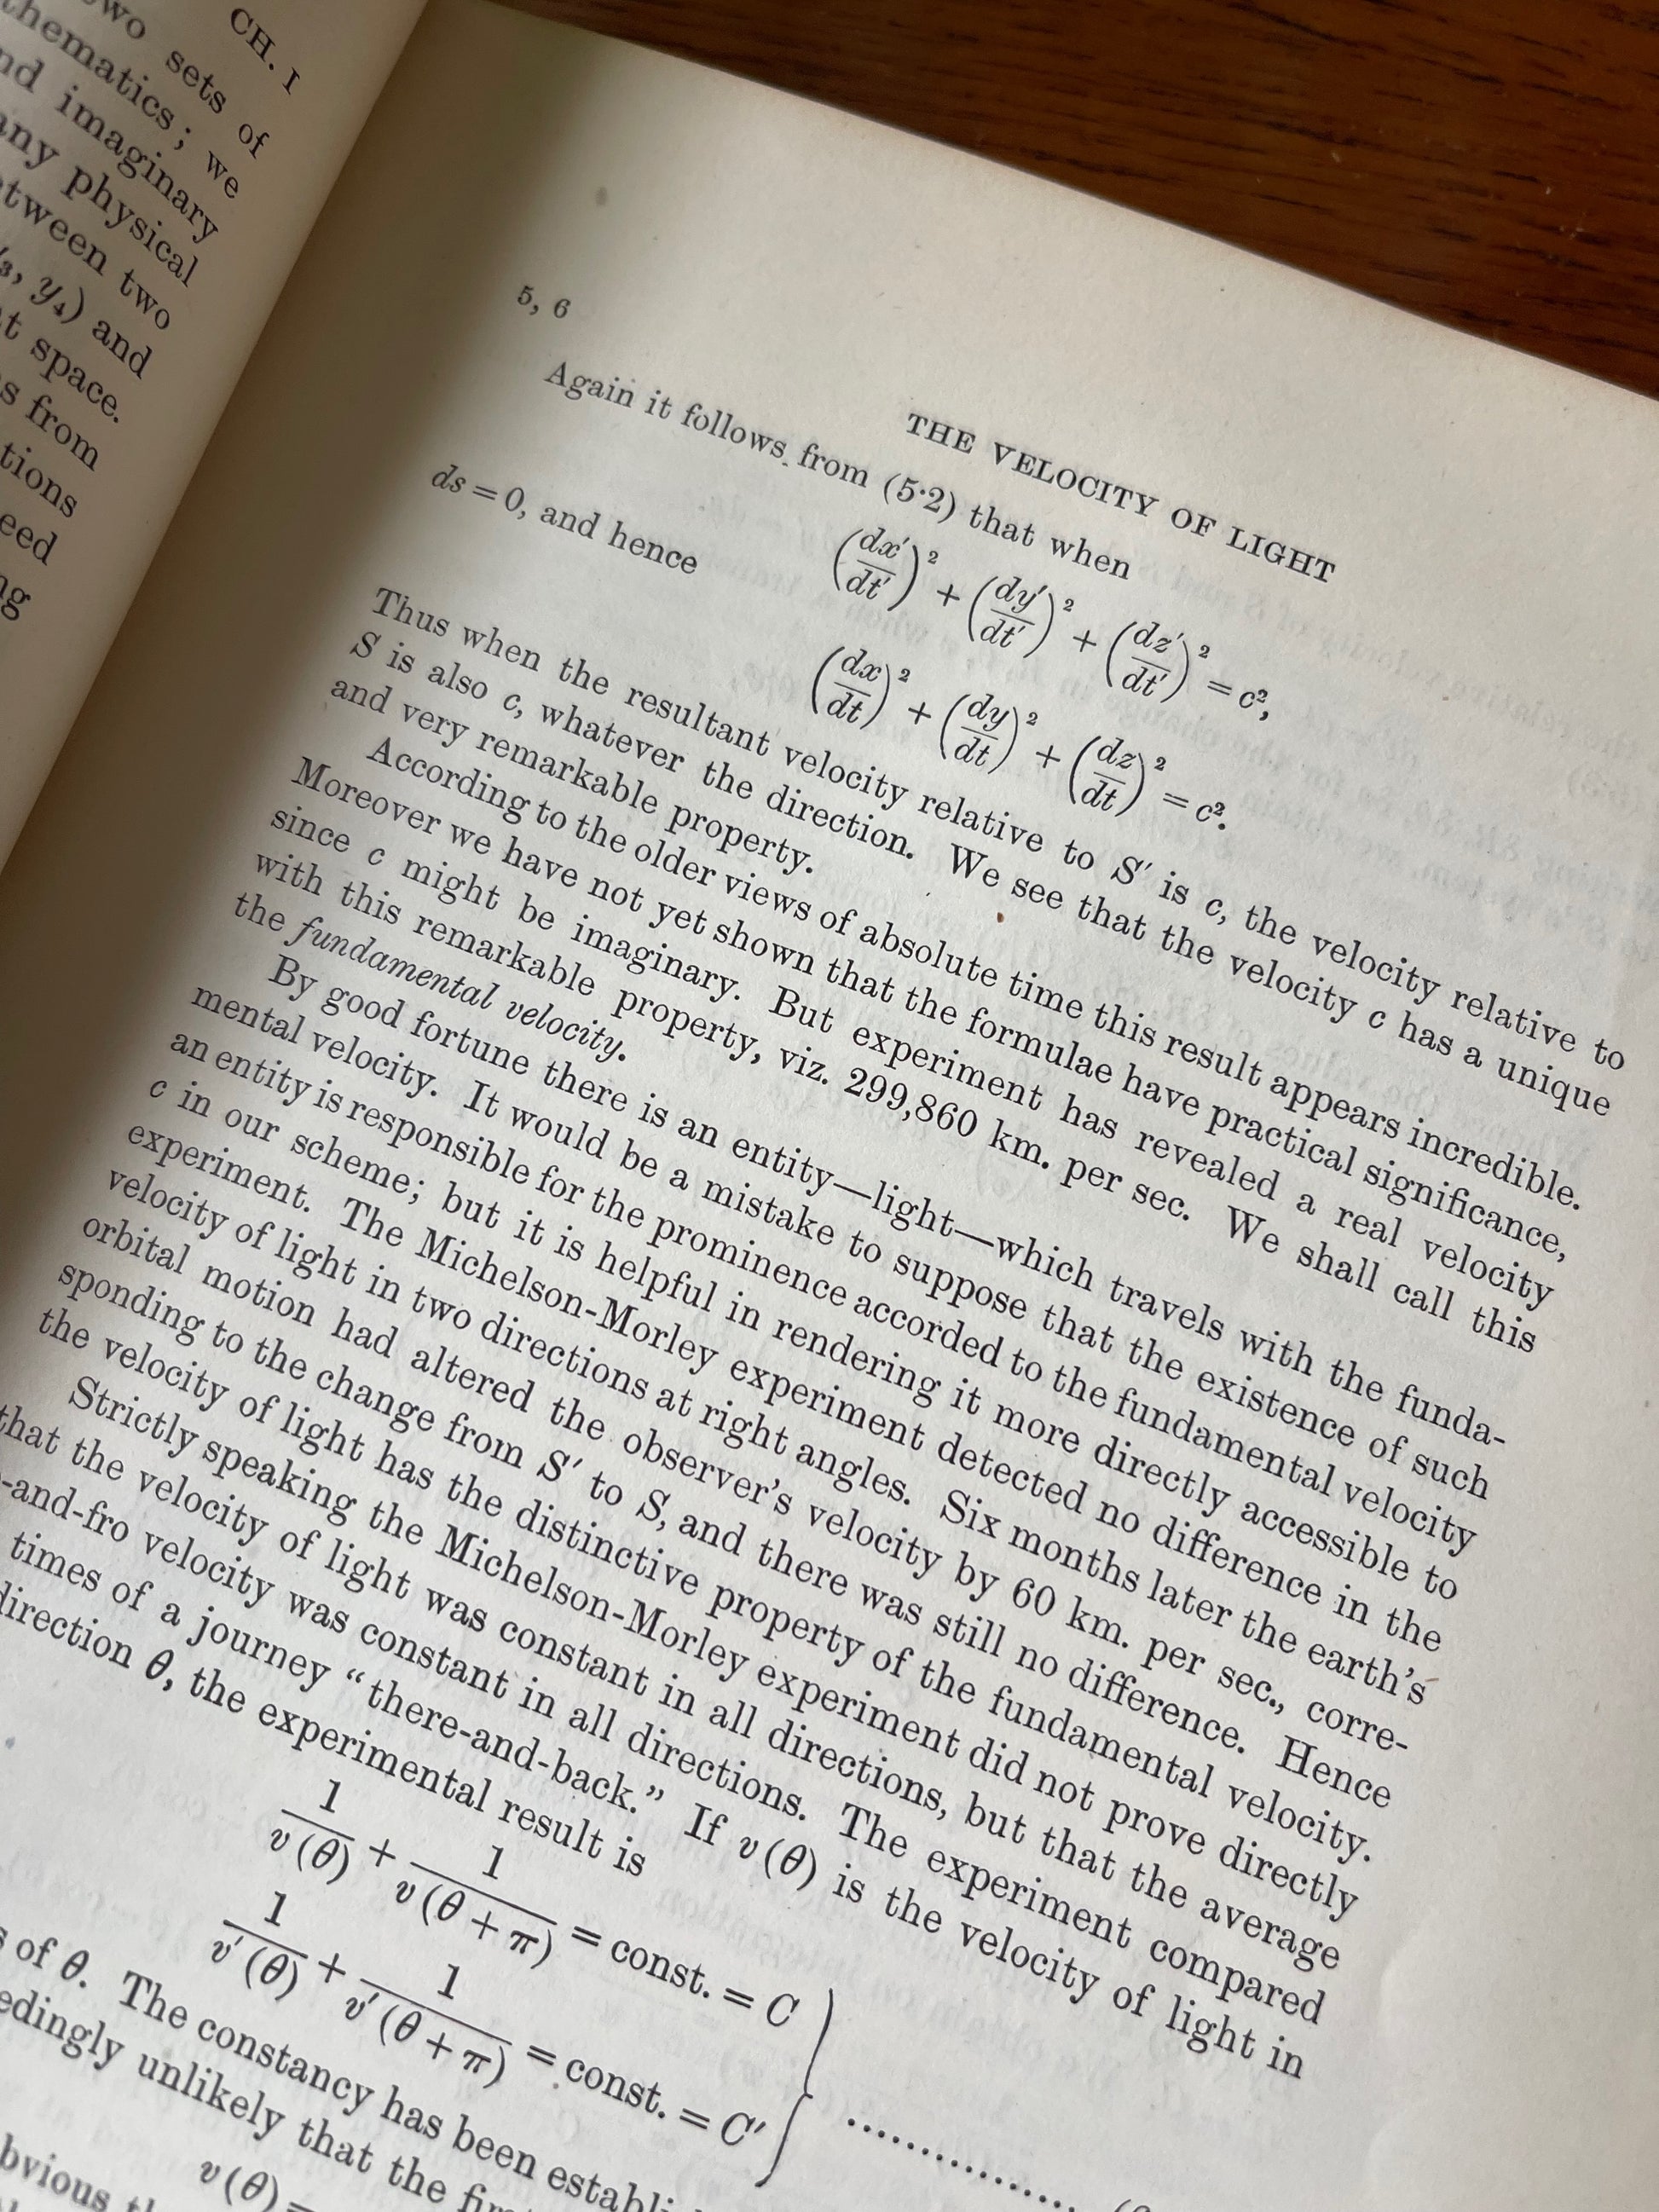 CH. I
two sets of
thematics; we
nd imaginary
any physical
etween two
y₄) and
t space.
s from
tions
eed
ng
5, 6
THE VELOCITY OF LIGHT
Again it follows from (5·2) that when
(dx′/dt′)² + (dy′/dt′)² + (dz′/dt′)² = c²,
ds = 0, and hence
(dx/dt)² + (dy/dt)² + (dz/dt)² = c².
Thus when the resultant velocity relative to S′ is c, the velocity relative to
S is also c, whatever the direction. We see that the velocity c has a unique
and very remarkable property.
According to the older views of absolute time this result appears incredible.
Moreover we have not yet shown that the formulae have practical significance,
since c might be imaginary. But experiment has revealed a real velocity
with this remarkable property, viz. 299,860 km. per sec. We shall call this
the fundamental velocity.
By good fortune there is an entity—light—which travels with the funda-
mental velocity. It would be a mistake to suppose that the existence of such
an entity is responsible for the prominence accorded to the fundamental velocity
c in our scheme; but it is helpful in rendering it more directly accessible to
experiment. The Michelson-Morley experiment detected no difference in the
velocity of light in two directions at right angles. Six months later the earth's
orbital motion had altered the observer's velocity by 60 km. per sec., corre-
sponding to the change from S′ to S, and there was still no difference. Hence
the velocity of light has the distinctive property of the fundamental velocity.
Strictly speaking the Michelson-Morley experiment did not prove directly
that the velocity of light was constant in all directions, but that the average
-and-fro velocity was constant in all directions. The experiment compared
times of a journey “there-and-back.” If v(θ) is the velocity of light in
direction θ, the experimental result is
1/v(θ) + 1/v(θ + π) = const. = C
1/v′(θ) + 1/v′(θ + π) = const. = C′
s of θ. The constancy has been establi
edingly unlikely that the fir
bvious th
v(θ) =